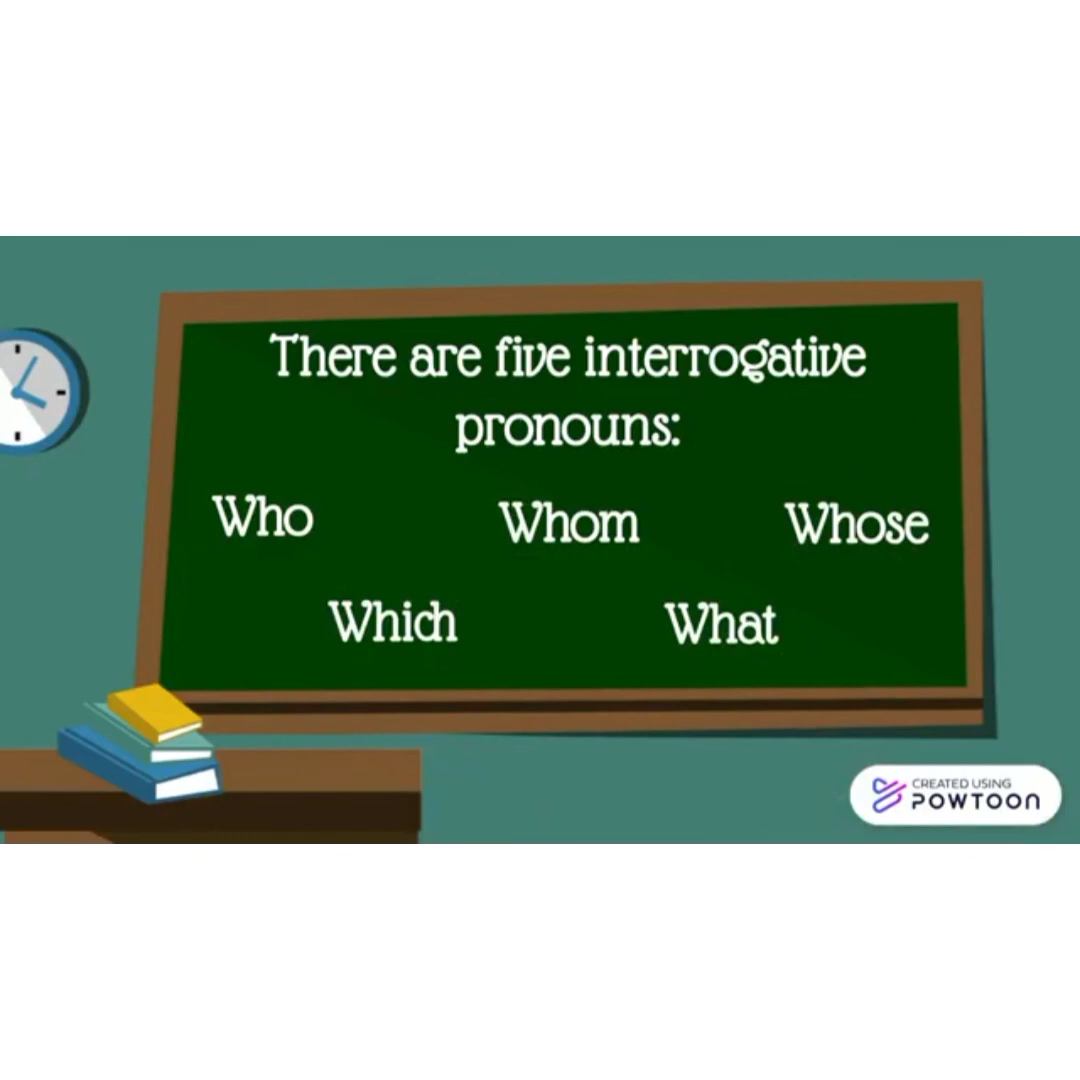 There are five interrogative
pronouns:
Who Whom Whose
Which What
CREATED USING
POWTOON